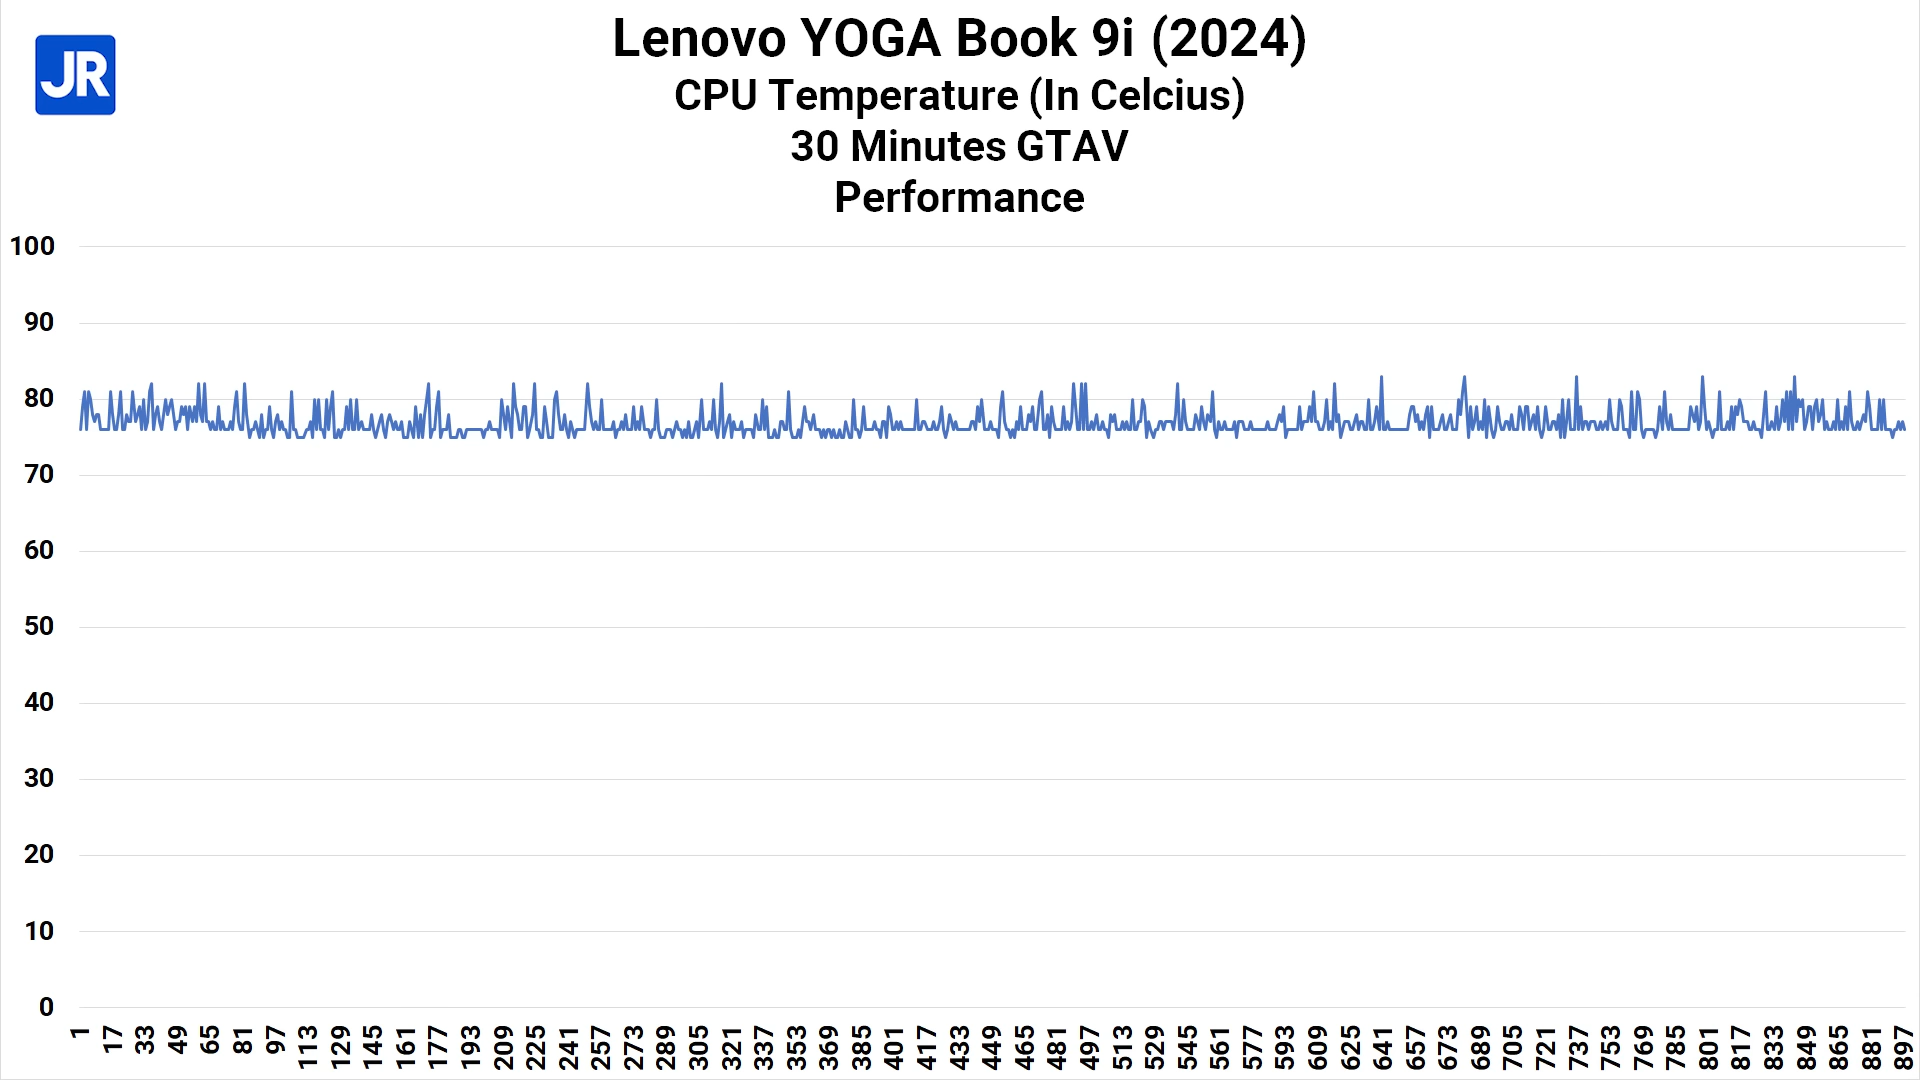 JR
Lenovo YOGA Book 9i (2024)
CPU Temperature (In Celcius)
30 Minutes GTAV
Performance
100
90
80
70
60
50
40
30
20
10
0
1 17 33 49 65 81 97 113 129 145 161 177 193 209 225 241 257 273 289 305 321 337 353 369 385 401 417 433 449 465 481 497 513 529 545 561 577 593 609 625 641 657 673 689 705 721 737 753 769 785 801 817 833 849 865 881 897